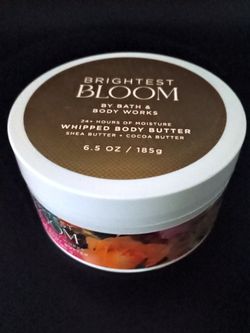 BRIGHTEST
BLOOM
BY BATH &
BODY WORKS
24+ HOURS OF MOISTURE
WHIPPED BODY BUTTER
SHEA BUTTER + COCOA BUTTER
6.5 OZ / 185g
BLOOM